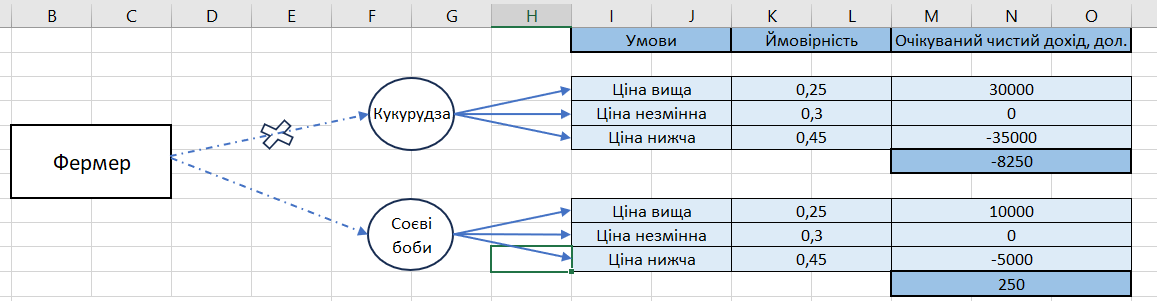 B C D E F G H I J K L M N O
Умови Ймовірність Очікуваний чистий дохід, дол.
Ціна вища 0,25 30000
Кукурудза Ціна незмінна 0,3 0
Ціна нижча 0,45 -35000
Фермер -8250
Ціна вища 0,25 10000
Соєві
боби
Ціна незмінна 0,3 0
Ціна нижча 0,45 -5000
250